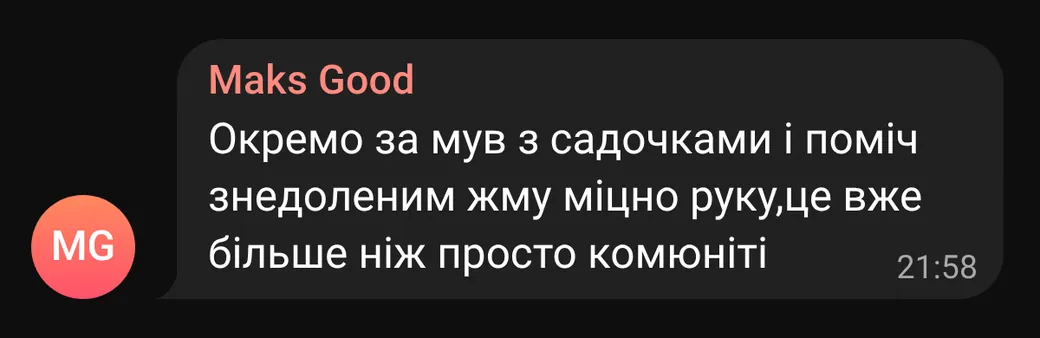 Maks Good
Окремо за мув з садочками і поміч
знедоленим жму міцно руку,це вже
більше ніж просто комюніті
21:58
MG